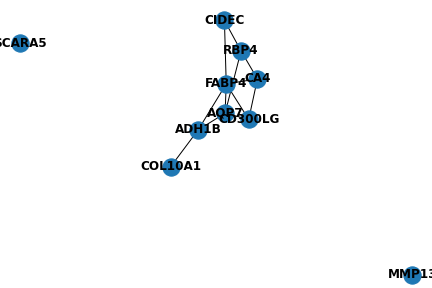 CIDEC
SCARA5
RBP4
CA4
FABP4
AQP7
CD300LG
ADH1B
COL10A1
MMP13